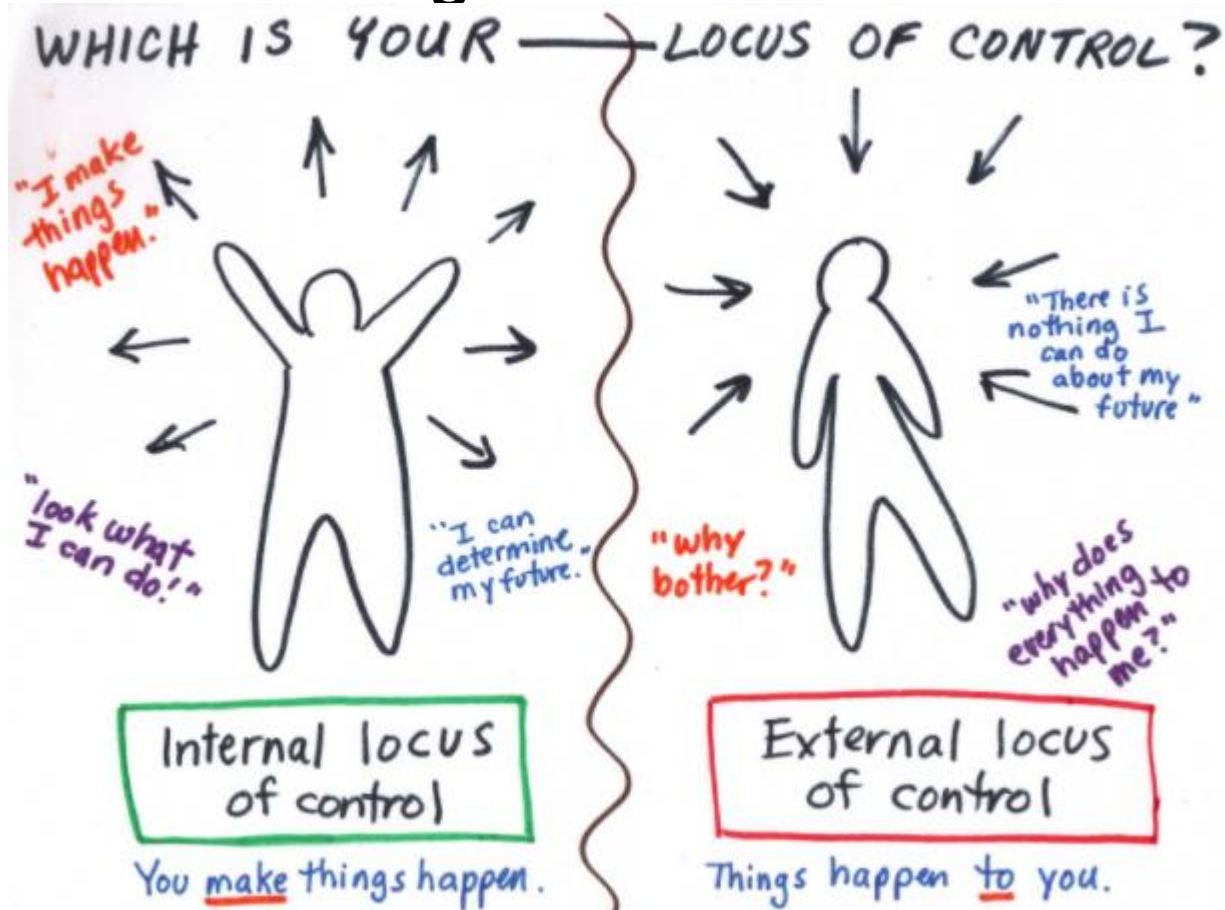 WHICH IS YOUR — LOCUS OF CONTROL?
"I make
things
happen."
"look what
I can do!"
"I can
determine
my future."
Internal locus
of control
You make things happen.
"There is
nothing I
can do
about my
future"
"why
bother?"
"why does
everything
happen to
me?"
External locus
of control
Things happen to you.